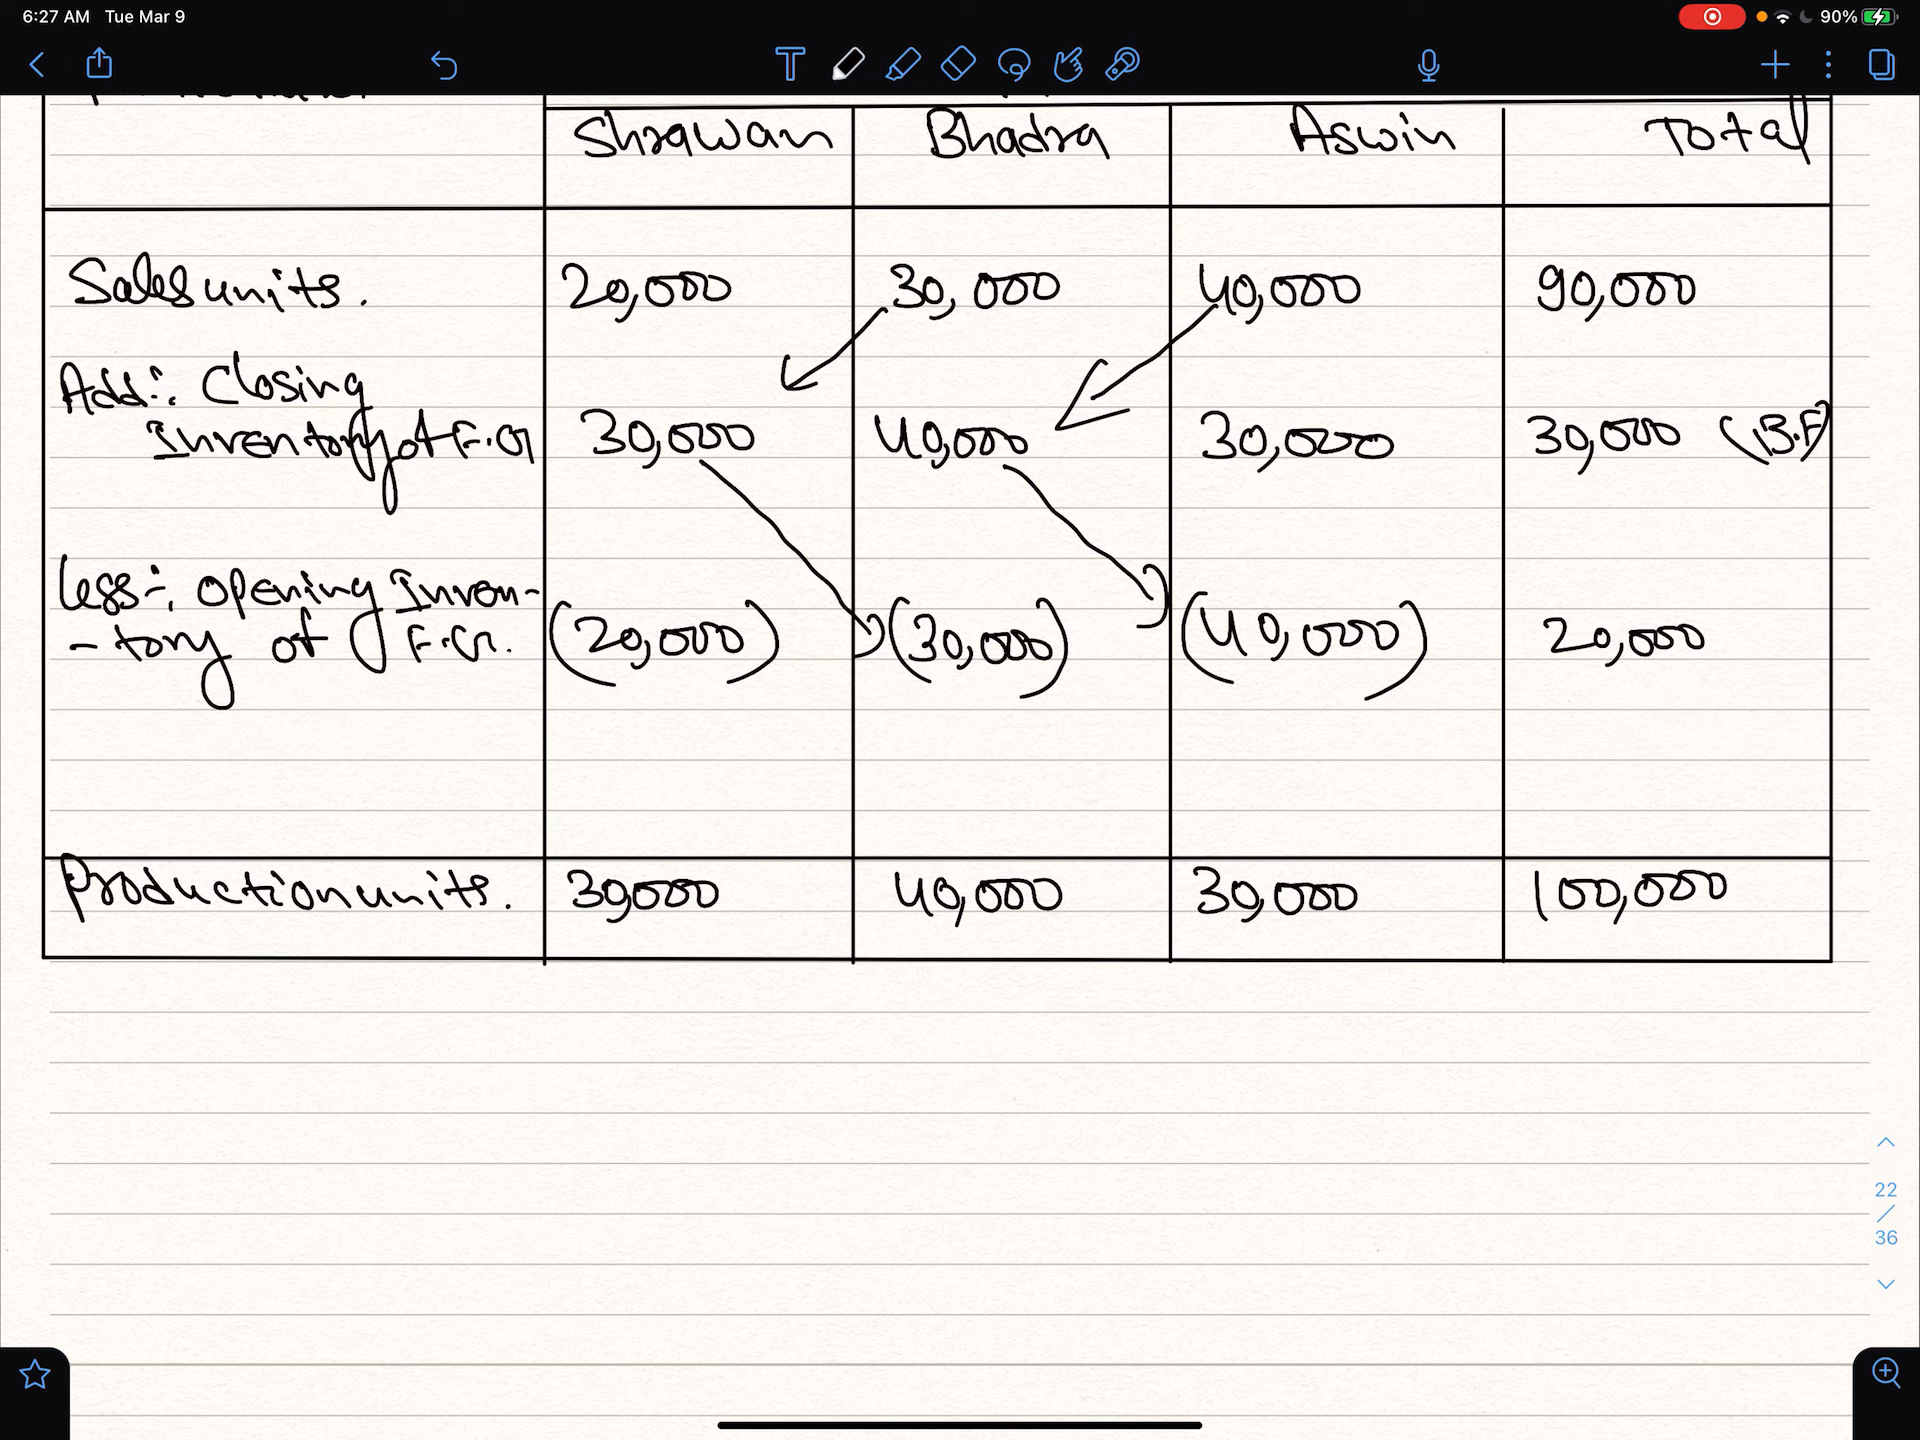 6:27 AM Tue Mar 9
90%
Shrawan Bhadra Aswin Total
Sales units. 20,000 30,000 40,000 90,000
Add:- Closing
Inventory of F.G 30,000 40,000 30,000 30,000 (B.F)
Less:- Opening Inven-
-tory of F.G. (20,000) (30,000) (40,000) 20,000
Production units. 30,000 40,000 30,000 100,000
22
/
36